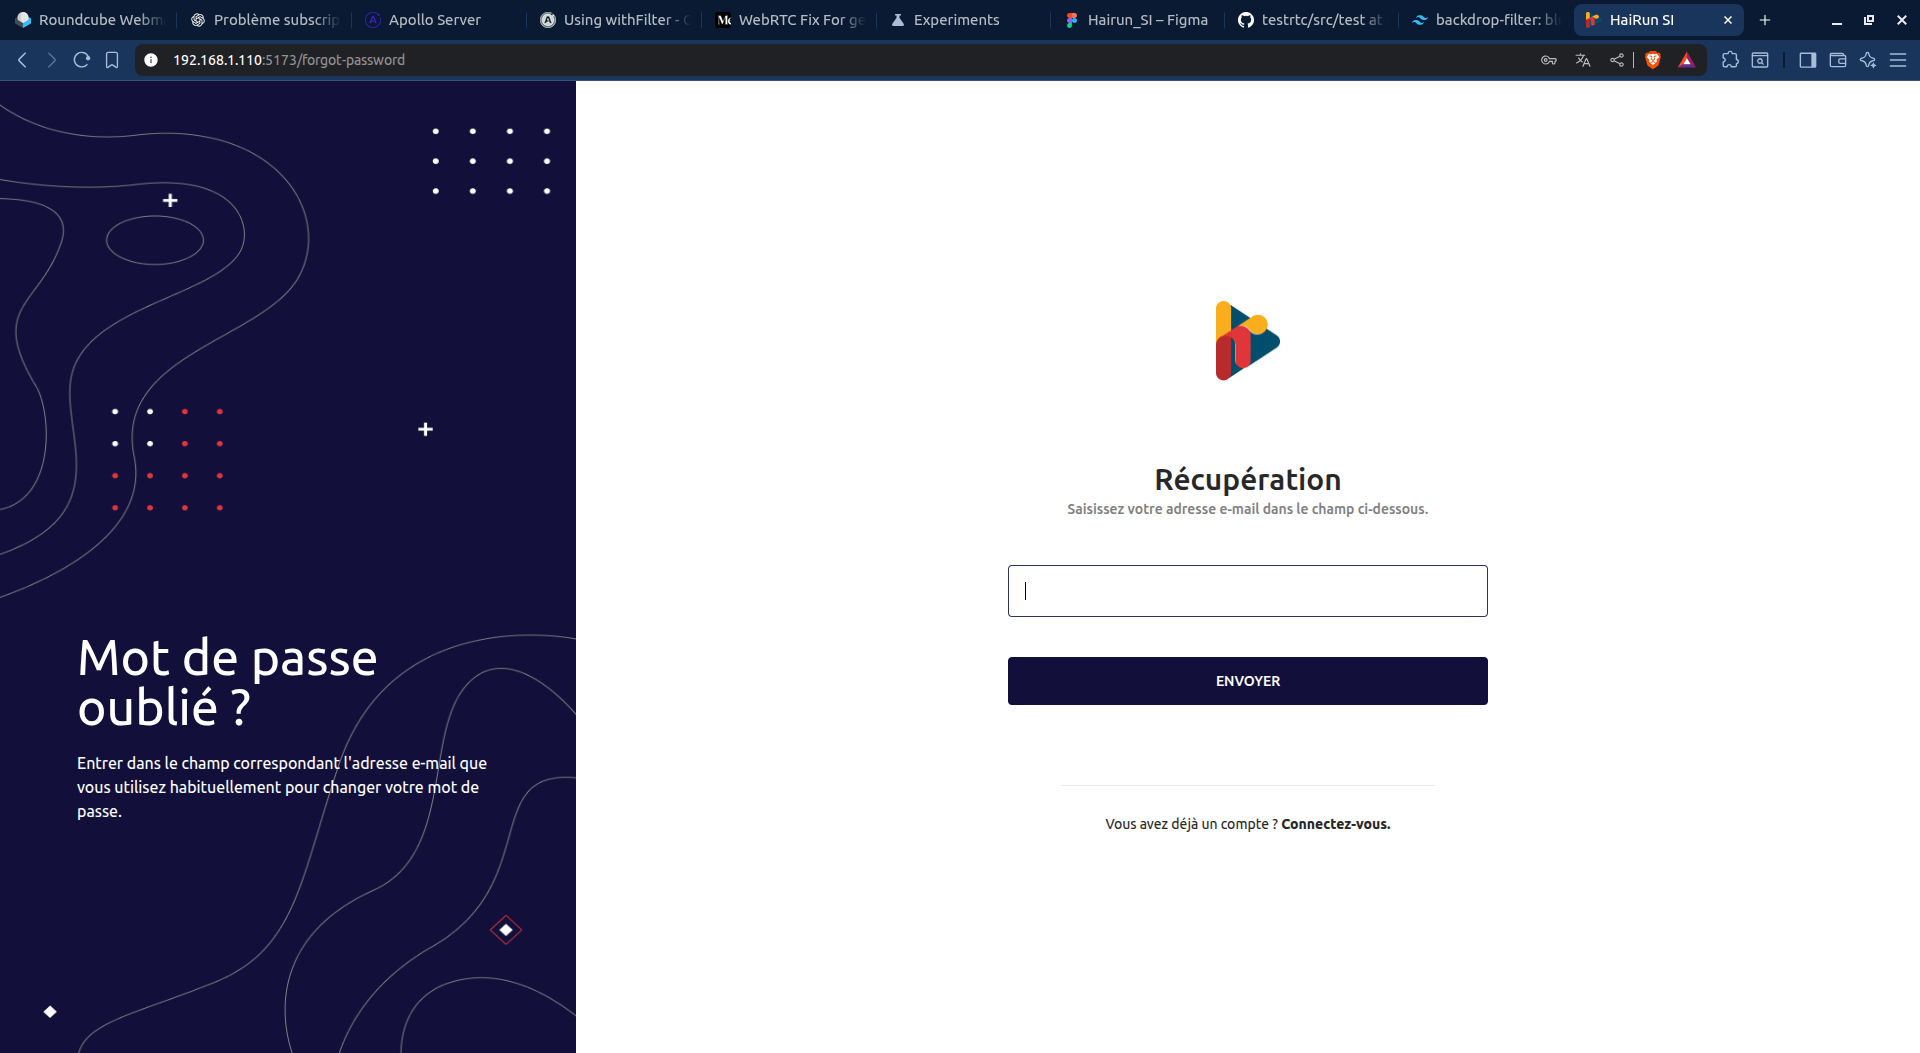 Roundcube Webm
Problème subscrip
Apollo Server
Using withFilter - C
WebRTC Fix For ge
Experiments
Hairun_SI – Figma
testrtc/src/test at
backdrop-filter: bl
HaiRun SI
192.168.1.110:5173/forgot-password
Mot de passe
oublié ?
Entrer dans le champ correspondant l'adresse e-mail que
vous utilisez habituellement pour changer votre mot de
passe.
Récupération
Saisissez votre adresse e-mail dans le champ ci-dessous.
ENVOYER
Vous avez déjà un compte ? Connectez-vous.